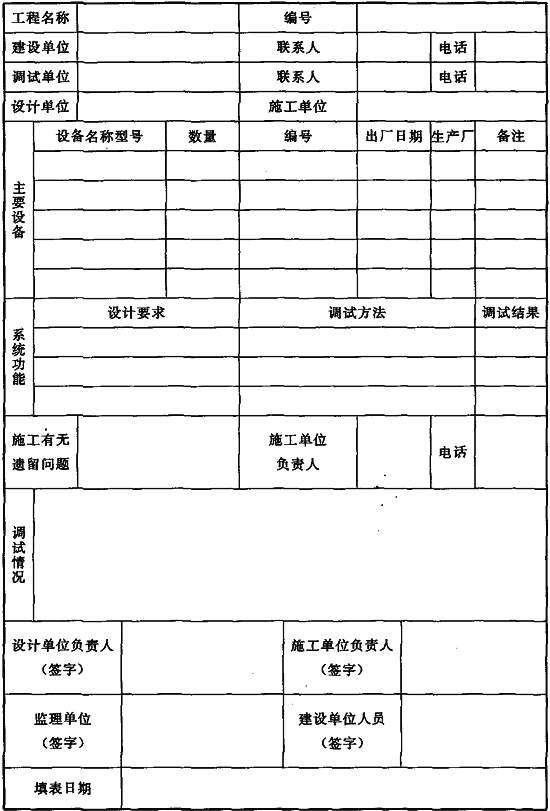 工程名称 编号
建设单位 联系人 电话
调试单位 联系人 电话
设计单位 施工单位
主要设备 设备名称型号 数量 编号 出厂日期 生产厂 备注
系统功能 设计要求 调试方法 调试结果
施工有无 施工单位 电话
遗留问题 负责人
调试情况
设计单位负责人 施工单位负责人
（签字） （签字）
监理单位 建设单位人员
（签字） （签字）
填表日期